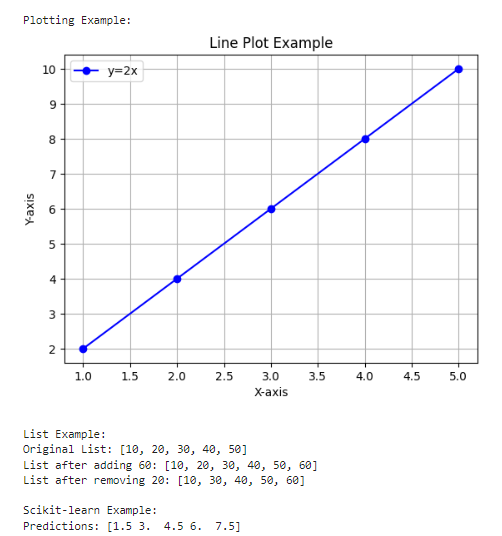 Plotting Example:
Line Plot Example
y=2x
10
9
8
7
6
5
4
3
2
Y-axis
1.0 1.5 2.0 2.5 3.0 3.5 4.0 4.5 5.0
X-axis
List Example:
Original List: [10, 20, 30, 40, 50]
List after adding 60: [10, 20, 30, 40, 50, 60]
List after removing 20: [10, 30, 40, 50, 60]
Scikit-learn Example:
Predictions: [1.5 3.  4.5 6.  7.5]